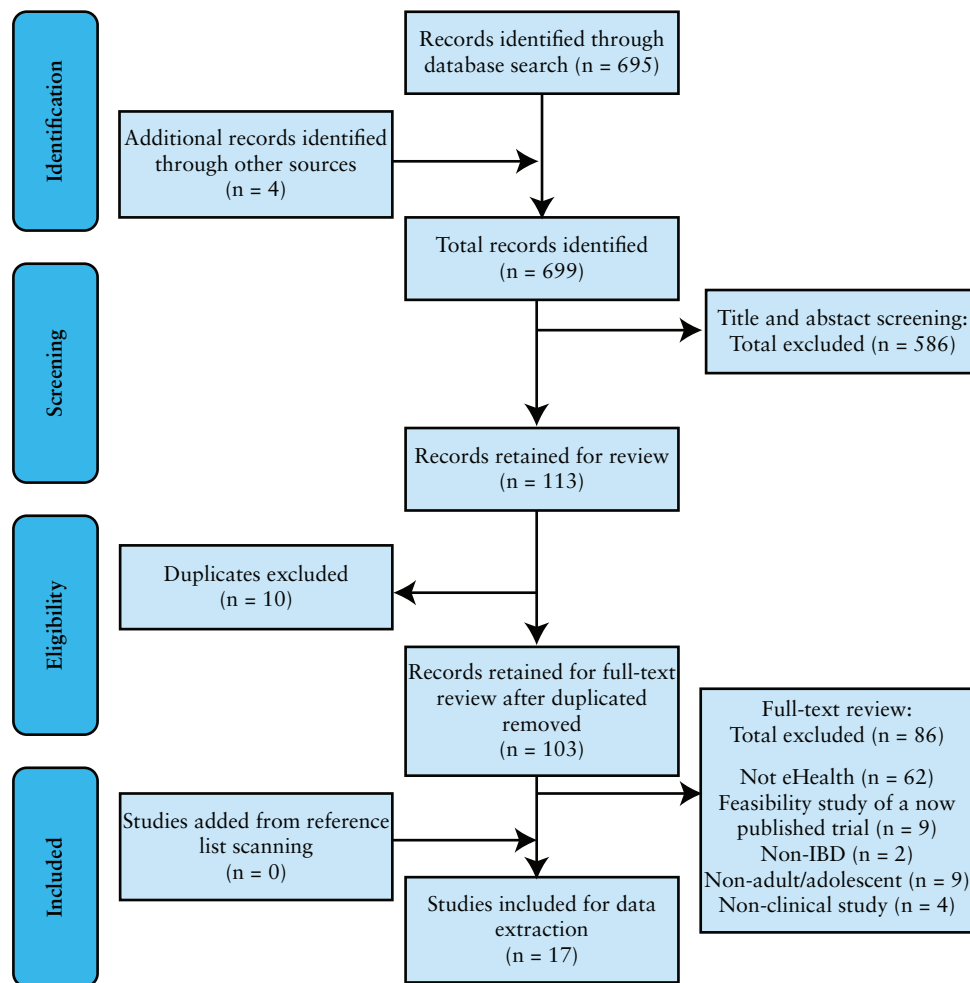 Identification
Records identified through
database search (n = 695)
Additional records identified
through other sources
(n = 4)
Total records identified
(n = 699)
Screening
Title and abstact screening:
Total excluded (n = 586)
Records retained for review
(n = 113)
Eligibility
Duplicates excluded
(n = 10)
Records retained for full-text
review after duplicated
removed
(n = 103)
Full-text review:
Total excluded (n = 86)
Not eHealth (n = 62)
Feasibility study of a now
published trial (n = 9)
Non-IBD (n = 2)
Non-adult/adolescent (n = 9)
Non-clinical study (n = 4)
Included
Studies added from reference
list scanning
(n = 0)
Studies included for data
extraction
(n = 17)